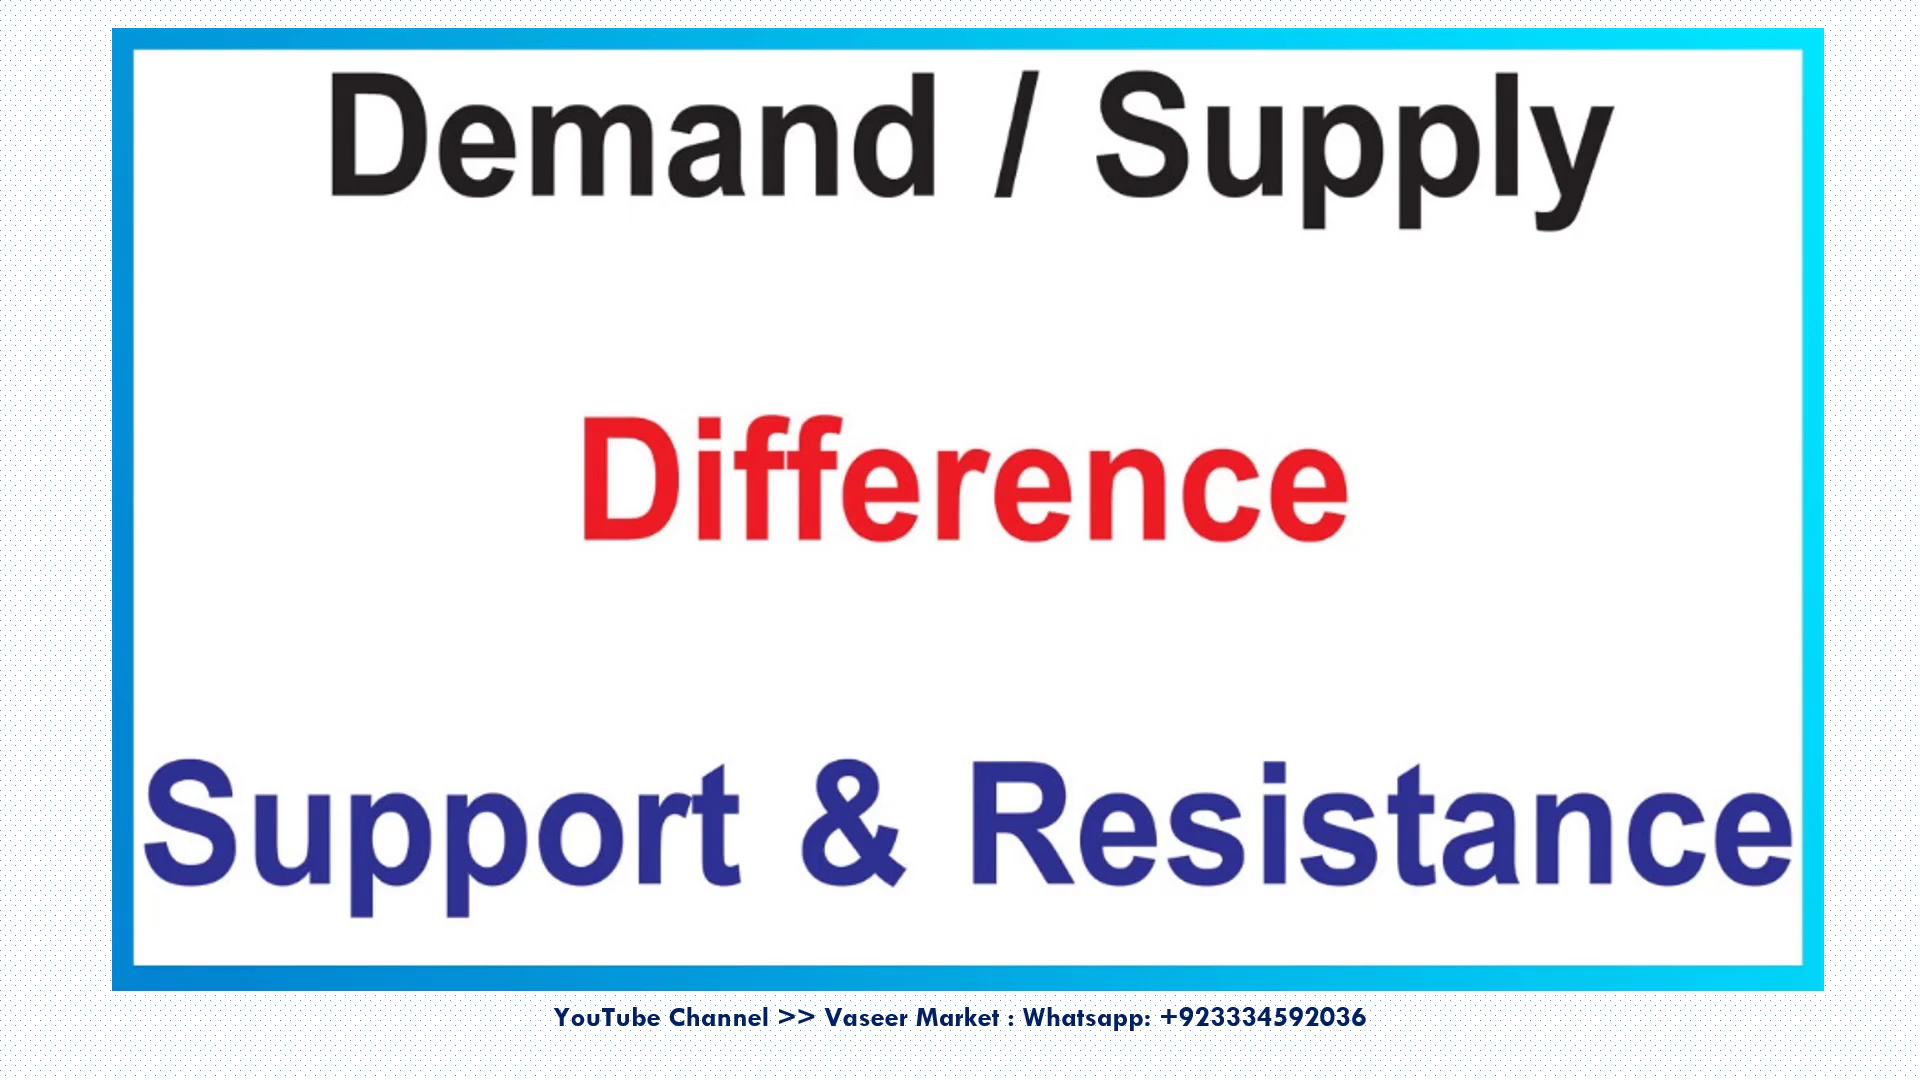 Demand / Supply
Difference
Support & Resistance
YouTube Channel >> Vaseer Market : Whatsapp: +923334592036